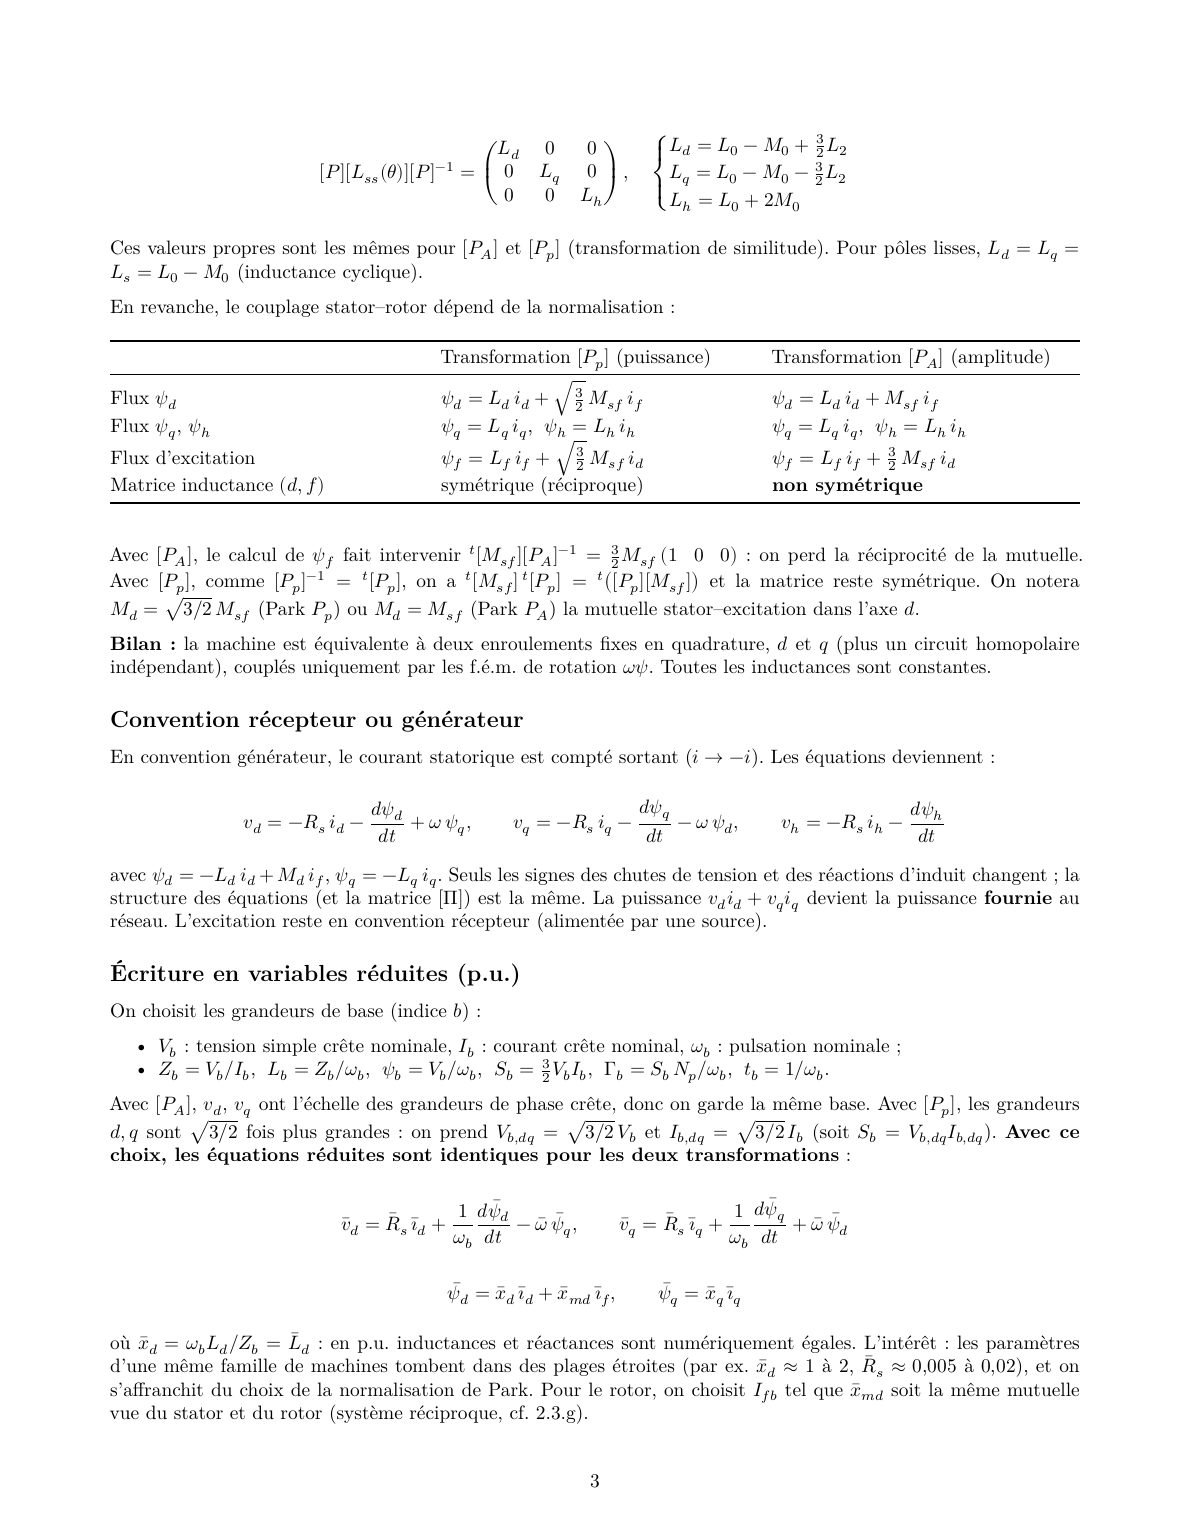 [P][L_ss(θ)][P]⁻¹ = (L_d 0 0; 0 L_q 0; 0 0 L_h), { L_d = L_0 − M_0 + 3/2 L_2; L_q = L_0 − M_0 − 3/2 L_2; L_h = L_0 + 2M_0
Ces valeurs propres sont les mêmes pour [P_A] et [P_p] (transformation de similitude). Pour pôles lisses, L_d = L_q =
L_s = L_0 − M_0 (inductance cyclique).
En revanche, le couplage stator–rotor dépend de la normalisation :
Transformation [P_p] (puissance) Transformation [P_A] (amplitude)
Flux ψ_d ψ_d = L_d i_d + √(3/2) M_sf i_f ψ_d = L_d i_d + M_sf i_f
Flux ψ_q, ψ_h ψ_q = L_q i_q, ψ_h = L_h i_h ψ_q = L_q i_q, ψ_h = L_h i_h
Flux d'excitation ψ_f = L_f i_f + √(3/2) M_sf i_d ψ_f = L_f i_f + 3/2 M_sf i_d
Matrice inductance (d, f) symétrique (réciproque) non symétrique
Avec [P_A], le calcul de ψ_f fait intervenir ᵗ[M_sf][P_A]⁻¹ = 3/2 M_sf (1 0 0) : on perd la réciprocité de la mutuelle.
Avec [P_p], comme [P_p]⁻¹ = ᵗ[P_p], on a ᵗ[M_sf] ᵗ[P_p] = ᵗ([P_p][M_sf]) et la matrice reste symétrique. On notera
M_d = √(3/2) M_sf (Park P_p) ou M_d = M_sf (Park P_A) la mutuelle stator–excitation dans l'axe d.
Bilan : la machine est équivalente à deux enroulements fixes en quadrature, d et q (plus un circuit homopolaire
indépendant), couplés uniquement par les f.é.m. de rotation ωψ. Toutes les inductances sont constantes.
Convention récepteur ou générateur
En convention générateur, le courant statorique est compté sortant (i → −i). Les équations deviennent :
v_d = −R_s i_d − dψ_d/dt + ω ψ_q, v_q = −R_s i_q − dψ_q/dt − ω ψ_d, v_h = −R_s i_h − dψ_h/dt
avec ψ_d = −L_d i_d + M_d i_f, ψ_q = −L_q i_q. Seuls les signes des chutes de tension et des réactions d'induit changent ; la
structure des équations (et la matrice [Π]) est la même. La puissance v_d i_d + v_q i_q devient la puissance fournie au
réseau. L'excitation reste en convention récepteur (alimentée par une source).
Écriture en variables réduites (p.u.)
On choisit les grandeurs de base (indice b) :
• V_b : tension simple crête nominale, I_b : courant crête nominal, ω_b : pulsation nominale ;
• Z_b = V_b/I_b, L_b = Z_b/ω_b, ψ_b = V_b/ω_b, S_b = 3/2 V_b I_b, Γ_b = S_b N_p/ω_b, t_b = 1/ω_b.
Avec [P_A], v_d, v_q ont l'échelle des grandeurs de phase crête, donc on garde la même base. Avec [P_p], les grandeurs
d, q sont √(3/2) fois plus grandes : on prend V_b,dq = √(3/2) V_b et I_b,dq = √(3/2) I_b (soit S_b = V_b,dq I_b,dq). Avec ce
choix, les équations réduites sont identiques pour les deux transformations :
v̄_d = R̄_s ī_d + 1/ω_b dψ̄_d/dt − ω̄ ψ̄_q, v̄_q = R̄_s ī_q + 1/ω_b dψ̄_q/dt + ω̄ ψ̄_d
ψ̄_d = x̄_d ī_d + x̄_md ī_f, ψ̄_q = x̄_q ī_q
où x̄_d = ω_b L_d/Z_b = L̄_d : en p.u. inductances et réactances sont numériquement égales. L'intérêt : les paramètres
d'une même famille de machines tombent dans des plages étroites (par ex. x̄_d ≈ 1 à 2, R̄_s ≈ 0,005 à 0,02), et on
s'affranchit du choix de la normalisation de Park. Pour le rotor, on choisit I_fb tel que x̄_md soit la même mutuelle
vue du stator et du rotor (système réciproque, cf. 2.3.g).
3